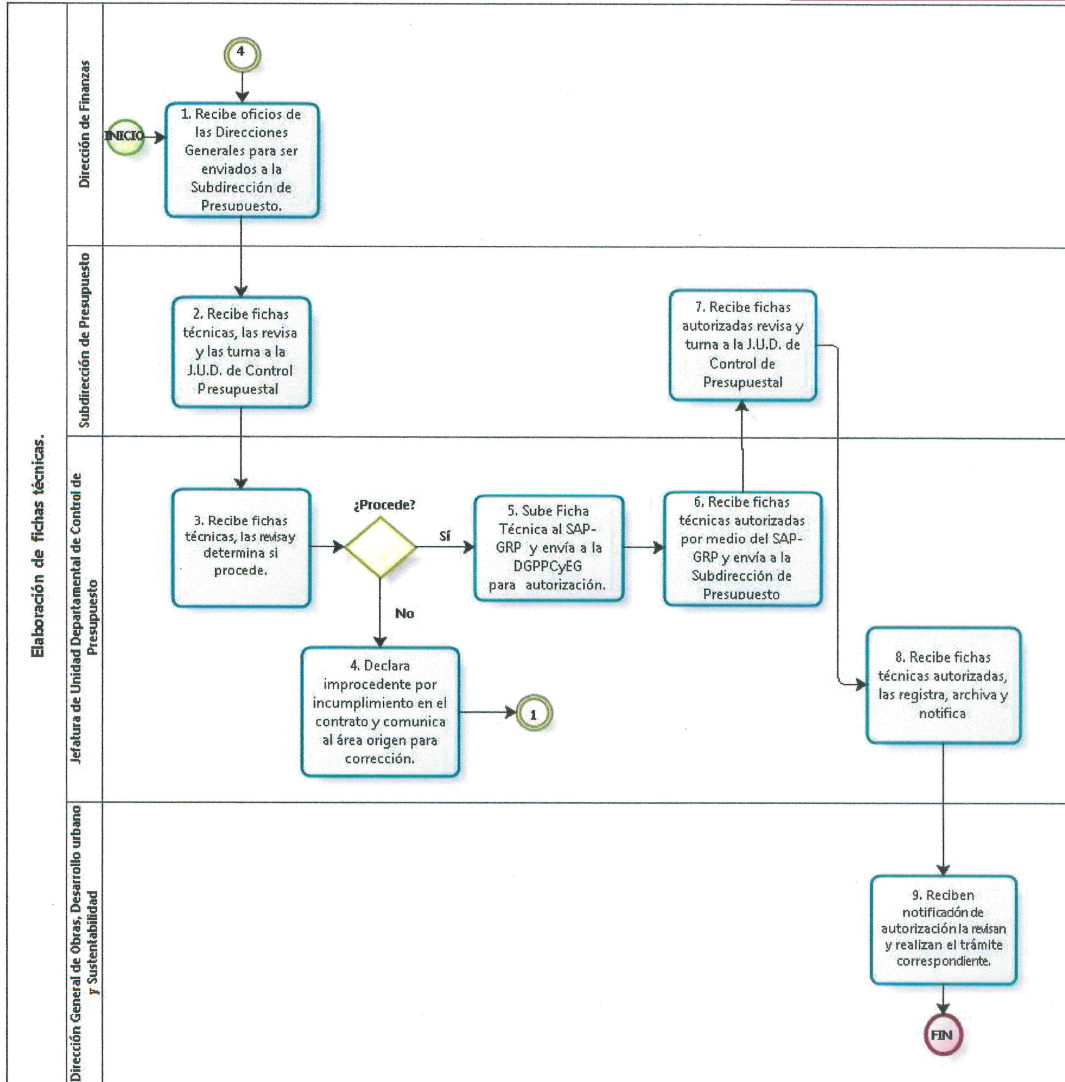 Elaboración de fichas técnicas.
Dirección de Finanzas
4
INICIO
1. Recibe oficios de
las Direcciones
Generales para ser
enviados a la
Subdirección de
Presupuesto.
Subdirección de Presupuesto
2. Recibe fichas
técnicas, las revisa
y las turna a la
J.U.D. de Control
Presupuestal
7. Recibe fichas
autorizadas revisa y
turna a la J.U.D. de
Control de
Presupuestal
Jefatura de Unidad Departamental de Control de
Presupuesto
3. Recibe fichas
técnicas, las revisay
determina si
procede.
¿Procede?
Sí
No
5. Sube Ficha
Técnica al SAP-
GRP y envía a la
DGPPCyEG
para autorización.
6. Recibe fichas
técnicas autorizadas
por medio del SAP-
GRP y envía a la
Subdirección de
Presupuesto
4. Declara
improcedente por
incumplimiento en el
contrato y comunica
al área origen para
corrección.
1
8. Recibe fichas
técnicas autorizadas,
las registra, archiva y
notifica
Dirección General de Obras, Desarrollo urbano
y Sustentabilidad
9. Reciben
notificación de
autorización la revisan
y realizan el trámite
correspondiente.
FIN